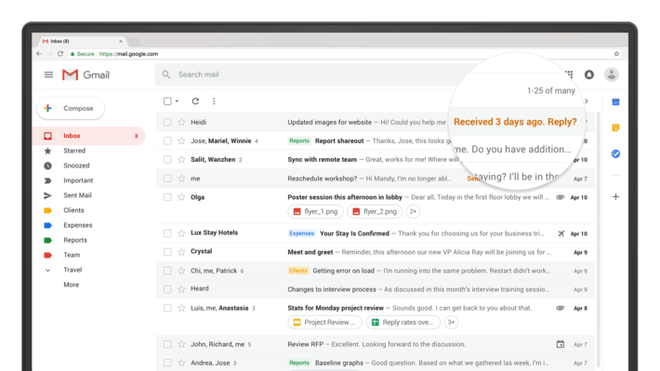 Inbox (8)
Secure https://mail.google.com
Gmail
Search mail
1-25 of many
Compose
Inbox 8
Starred
Snoozed
Important
Sent Mail
Clients
Expenses
Reports
Team
Travel
More
Heidi Updated images for website – Hi! Could you help me
Received 3 days ago. Reply?
Jose, Mariel, Winnie 4 Reports Report shareout – Thanks, Jose, this looks g
me. Do you have addition...
Apr 10
Salit, Wanzhen 2 Sync with remote team – Great, works for me! Where will
Apr 10
me Reschedule workshop? – Hi Mandy, I'm no longer abl..
staying? I'll be in the
Apr 7
Olga Poster session this afternoon in lobby – Dear all, Today in the first floor lobby we will ... Apr 10
flyer_1.png flyer_2.png 2+
Lux Stay Hotels Expenses Your Stay Is Confirmed – Thank you for choosing us for your business tri... Apr 9
Crystal Meet and greet – Reminder, this afternoon our new VP Alicia Ray will be joining us for ... Apr 9
Chi, me, Patrick 6 Clients Getting error on load – I'm running into the same problem. Restart didn't work... Apr 9
Heard Changes to interview process – As discussed in this month's interview training sessio... Apr 9
Luis, me, Anastasia 3 Stats for Monday project review – Sounds good. I can get back to you about that. Apr 8
Project Review ... Reply rates ove... 3+
John, Richard, me 5 Review RFP – Excellent. Looking forward to the discussion. Apr 7
Andrea, Jose 3 Reports Baseline graphs – Good question. Based on what we gathered las week, I'm i... Apr 7